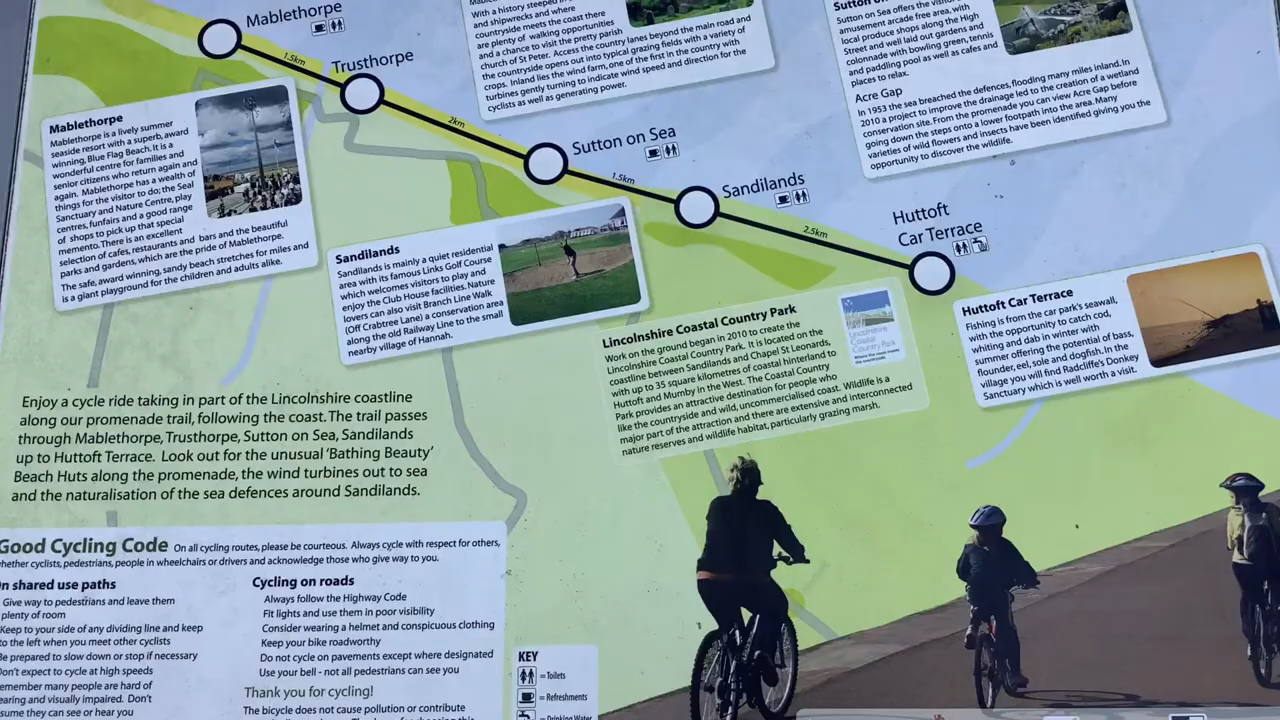 Mablethorpe
1.5km
Trusthorpe
2km
Sutton on Sea
1.5km
Sandilands
2.5km
Huttoft
Car Terrace
With a history steeped in
and shipwrecks and where
countryside meets the coast there
are plenty of walking opportunities
and a chance to visit the pretty parish
church of St Peter. Access the country lanes beyond the main road and
the countryside opens out into typical grazing fields with a variety of
crops. Inland lies the wind farm, one of the first in the country with
turbines gently turning to indicate wind speed and direction for the
cyclists as well as generating power.
Sutton on
Sutton on Sea offers the visitor
amusement arcade free area, with
local produce shops along the High
Street and well laid out gardens and
colonnade with bowling green, tennis
and paddling pool as well as cafes and
places to relax.
Acre Gap
In 1953 the sea breached the defences, flooding many miles inland. In
2010 a project to improve the drainage led to the creation of a wetland
conservation site. From the promenade you can view Acre Gap before
going down the steps onto a lower footpath into the area. Many
varieties of wild flowers and insects have been identified giving you the
opportunity to discover the wildlife.
Mablethorpe
Mablethorpe is a lively summer
seaside resort with a superb, award
winning, Blue Flag Beach. It is a
wonderful centre for families and
senior citizens who return again and
again. Mablethorpe has a wealth of
things for the visitor to do; the Seal
Sanctuary and Nature Centre, play
centres, funfairs and a good range
of shops to pick up that special
memento. There is an excellent
selection of cafes, restaurants and bars and the beautiful
parks and gardens, which are the pride of Mablethorpe.
The safe, award winning, sandy beach stretches for miles and
is a giant playground for the children and adults alike.
Sandilands
Sandilands is mainly a quiet residential
area with its famous Links Golf Course
which welcomes visitors to play and
enjoy the Club House facilities. Nature
lovers can also visit Branch Line Walk
(Off Crabtree Lane) a conservation area
along the old Railway Line to the small
nearby village of Hannah.
Lincolnshire Coastal Country Park
Work on the ground began in 2010 to create the
Lincolnshire Coastal Country Park. It is located on the
coastline between Sandilands and Chapel St Leonards,
with up to 35 square kilometres of coastal hinterland to
Huttoft and Mumby in the West. The Coastal Country
Park provides an attractive destination for people who
like the countryside and wild, uncommercialised coast. Wildlife is a
major part of the attraction and there are extensive and interconnected
nature reserves and wildlife habitat, particularly grazing marsh.
Lincolnshire
Coastal
Country Park
Huttoft Car Terrace
Fishing is from the car park's seawall,
with the opportunity to catch cod,
whiting and dab in winter with
summer offering the potential of bass,
flounder, eel, sole and dogfish. In the
village you will find Radcliffe's Donkey
Sanctuary which is well worth a visit.
Enjoy a cycle ride taking in part of the Lincolnshire coastline
along our promenade trail, following the coast. The trail passes
through Mablethorpe, Trusthorpe, Sutton on Sea, Sandilands
up to Huttoft Terrace. Look out for the unusual 'Bathing Beauty'
Beach Huts along the promenade, the wind turbines out to sea
and the naturalisation of the sea defences around Sandilands.
Good Cycling Code On all cycling routes, please be courteous. Always cycle with respect for others,
whether cyclists, pedestrians, people in wheelchairs or drivers and acknowledge those who give way to you.
On shared use paths
Give way to pedestrians and leave them
plenty of room
Keep to your side of any dividing line and keep
to the left when you meet other cyclists
Be prepared to slow down or stop if necessary
Don't expect to cycle at high speeds
emember many people are hard of
earing and visually impaired. Don't
sume they can see or hear you
Cycling on roads
Always follow the Highway Code
Fit lights and use them in poor visibility
Consider wearing a helmet and conspicuous clothing
Keep your bike roadworthy
Do not cycle on pavements except where designated
Use your bell - not all pedestrians can see you
Thank you for cycling!
The bicycle does not cause pollution or contribute
KEY
= Toilets
= Refreshments
= Drinking Water